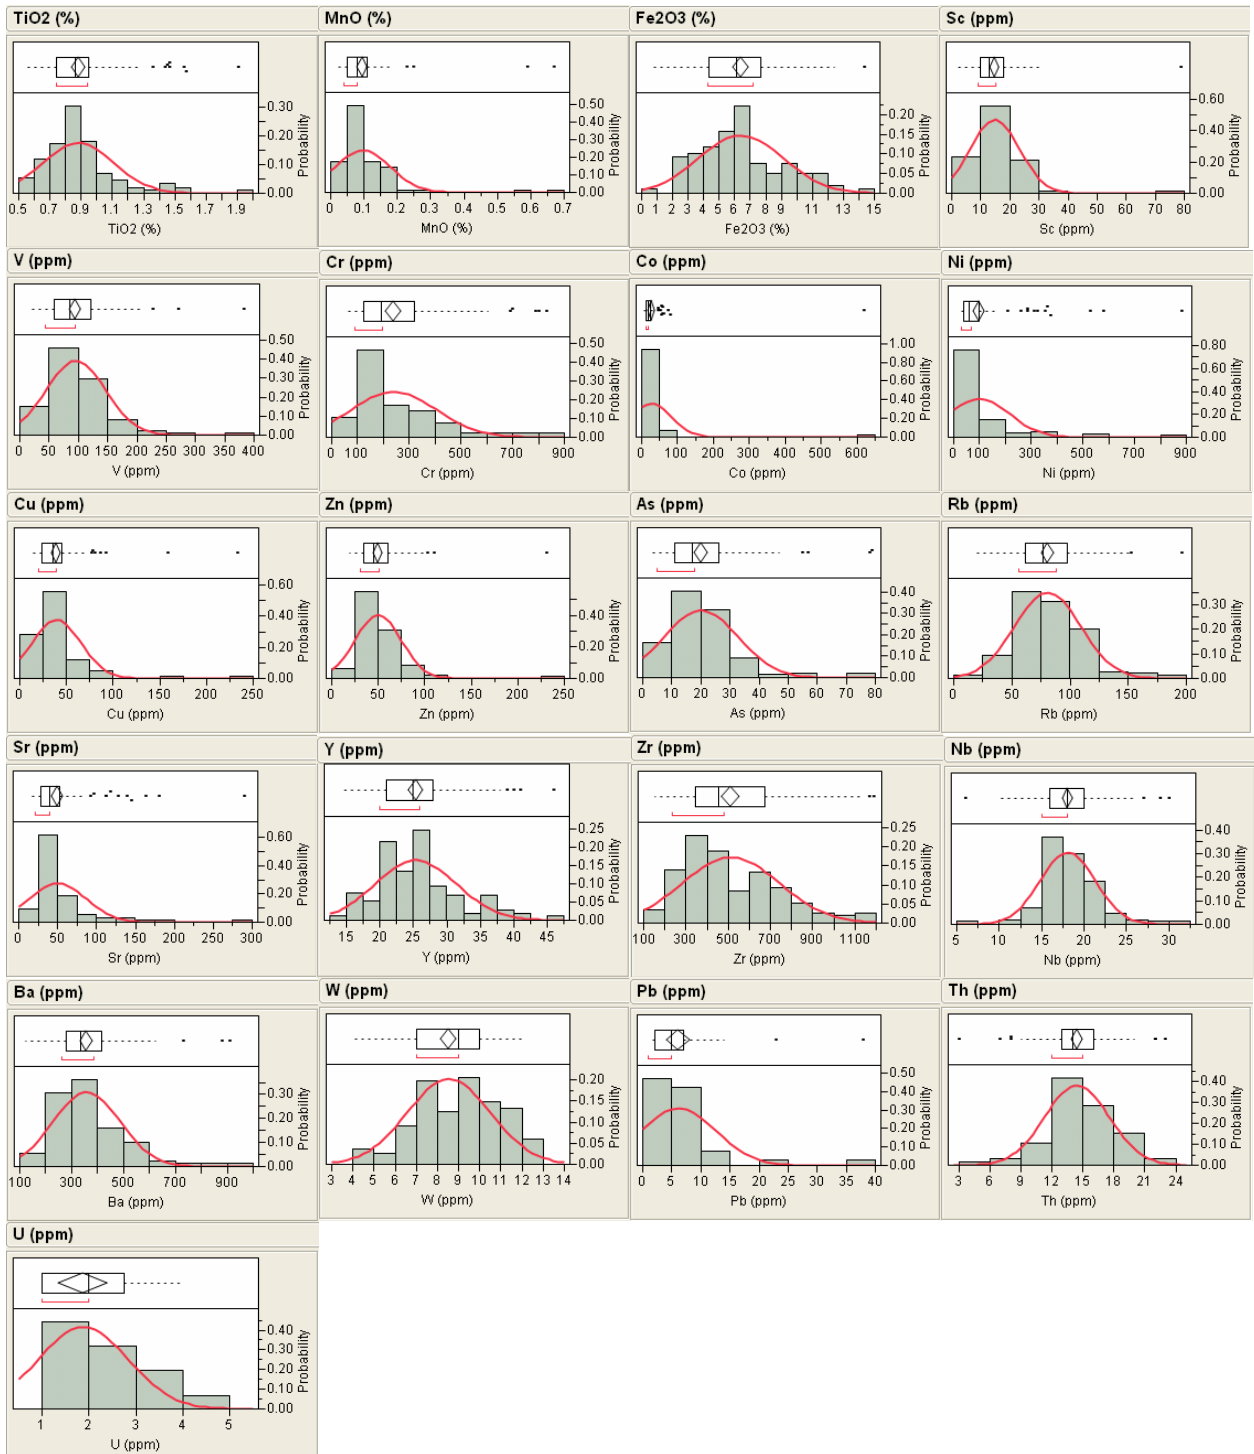 TiO2 (%) MnO (%) Fe2O3 (%) Sc (ppm)
0.30 0.20 0.10 0.00 Probability
0.5 0.7 0.9 1.1 1.3 1.5 1.7 1.9
TiO2 (%)
0.50 0.40 0.30 0.20 0.10 0.00 Probability
0 0.1 0.2 0.3 0.4 0.5 0.6 0.7
MnO (%)
0.20 0.15 0.10 0.05 0.00 Probability
0 1 2 3 4 5 6 7 9 11 13 15
Fe2O3 (%)
0.60 0.40 0.20 0.00 Probability
0 10 20 30 40 50 60 70 80
Sc (ppm)
V (ppm) Cr (ppm) Co (ppm) Ni (ppm)
0.50 0.40 0.30 0.20 0.10 0.00 Probability
0 50 100 150 200 250 300 350 400
V (ppm)
0.50 0.40 0.30 0.20 0.10 0.00 Probability
0 100 300 500 700 900
Cr (ppm)
1.00 0.80 0.60 0.40 0.20 0.00 Probability
0 100 200 300 400 500 600
Co (ppm)
0.80 0.60 0.40 0.20 0.00 Probability
0 100 300 500 700 900
Ni (ppm)
Cu (ppm) Zn (ppm) As (ppm) Rb (ppm)
0.60 0.40 0.20 0.00 Probability
0 50 100 150 200 250
Cu (ppm)
0.40 0.20 0.00 Probability
0 50 100 150 200 250
Zn (ppm)
0.40 0.30 0.20 0.10 0.00 Probability
0 10 20 30 40 50 60 70 80
As (ppm)
0.30 0.20 0.10 0.00 Probability
0 50 100 150 200
Rb (ppm)
Sr (ppm) Y (ppm) Zr (ppm) Nb (ppm)
0.60 0.40 0.20 0.00 Probability
0 50 100 200 300
Sr (ppm)
0.25 0.20 0.15 0.10 0.05 0.00 Probability
15 20 25 30 35 40 45
Y (ppm)
0.25 0.20 0.15 0.10 0.05 0.00 Probability
100 300 500 700 900 1100
Zr (ppm)
0.40 0.30 0.20 0.10 0.00 Probability
5 10 15 20 25 30
Nb (ppm)
Ba (ppm) W (ppm) Pb (ppm) Th (ppm)
0.30 0.20 0.10 0.00 Probability
100 300 500 700 900
Ba (ppm)
0.20 0.15 0.10 0.05 0.00 Probability
3 4 5 6 7 8 9 10 11 12 13 14
W (ppm)
0.50 0.40 0.30 0.20 0.10 0.00 Probability
0 5 10 15 20 25 30 35 40
Pb (ppm)
0.40 0.30 0.20 0.10 0.00 Probability
3 6 9 12 15 18 21 24
Th (ppm)
U (ppm)
0.40 0.30 0.20 0.10 0.00 Probability
1 2 3 4 5
U (ppm)